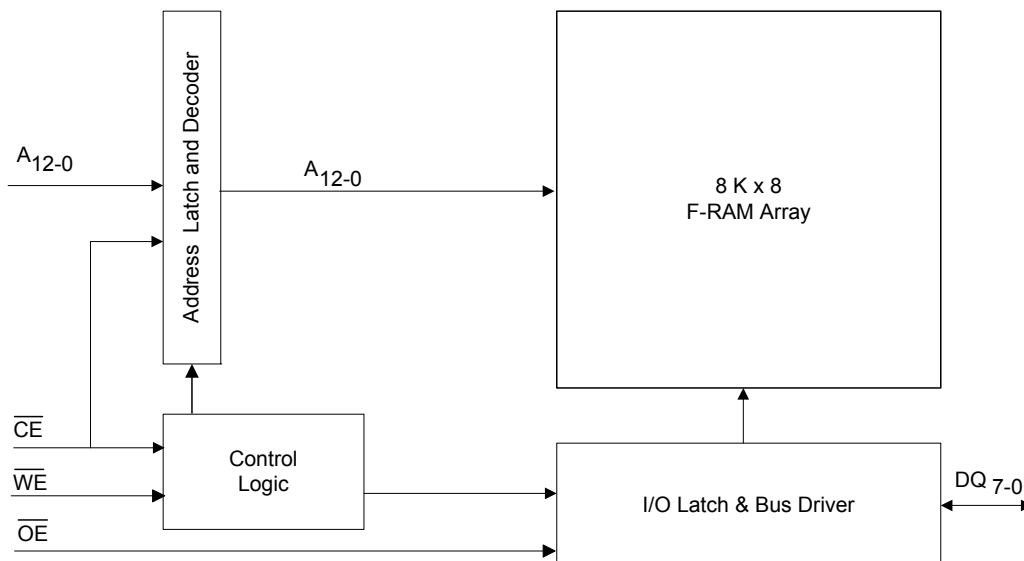 Address Latch and Decoder
A12-0
A12-0
8 K x 8
F-RAM Array
CE
WE
OE
Control
Logic
I/O Latch & Bus Driver
DQ 7-0